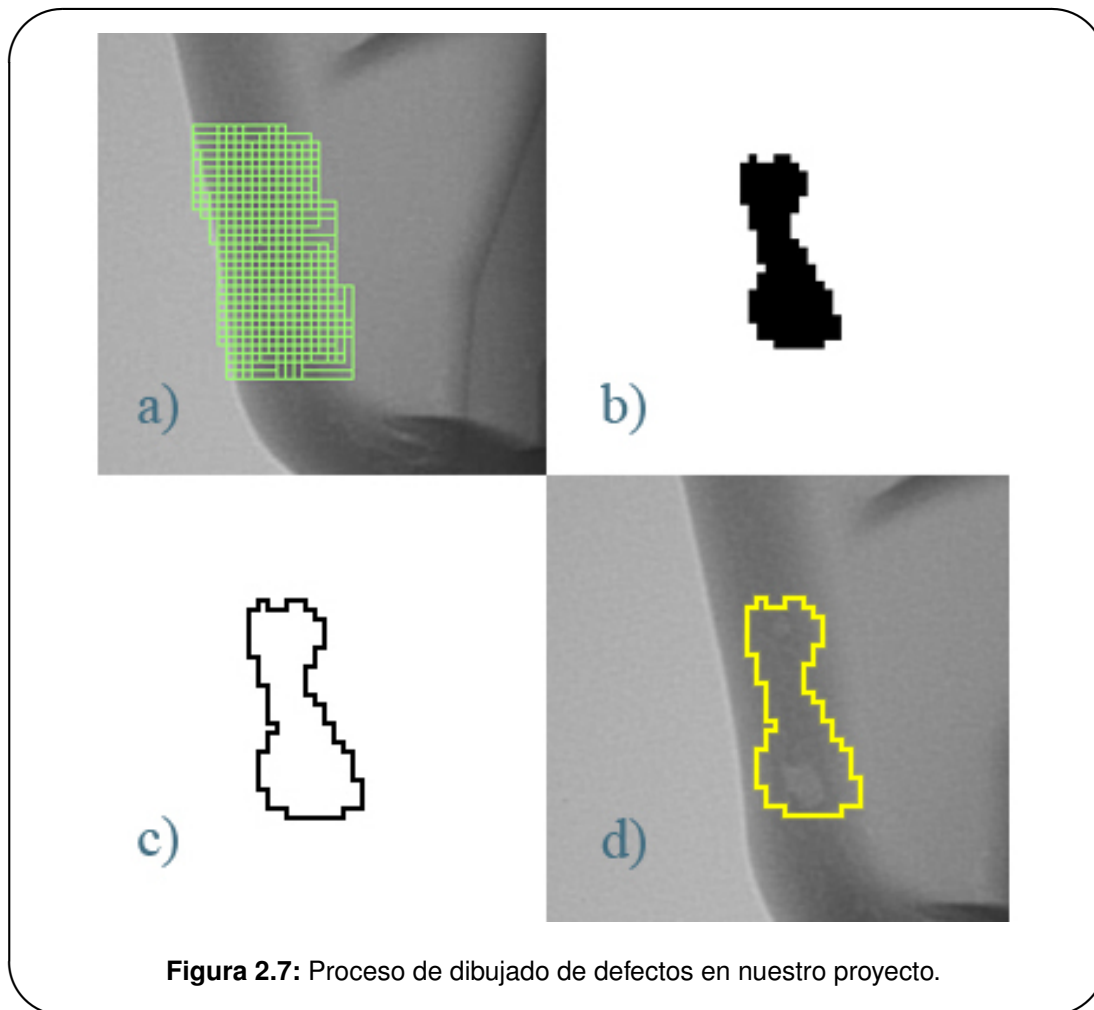 a)
b)
c)
d)
Figura 2.7: Proceso de dibujado de defectos en nuestro proyecto.